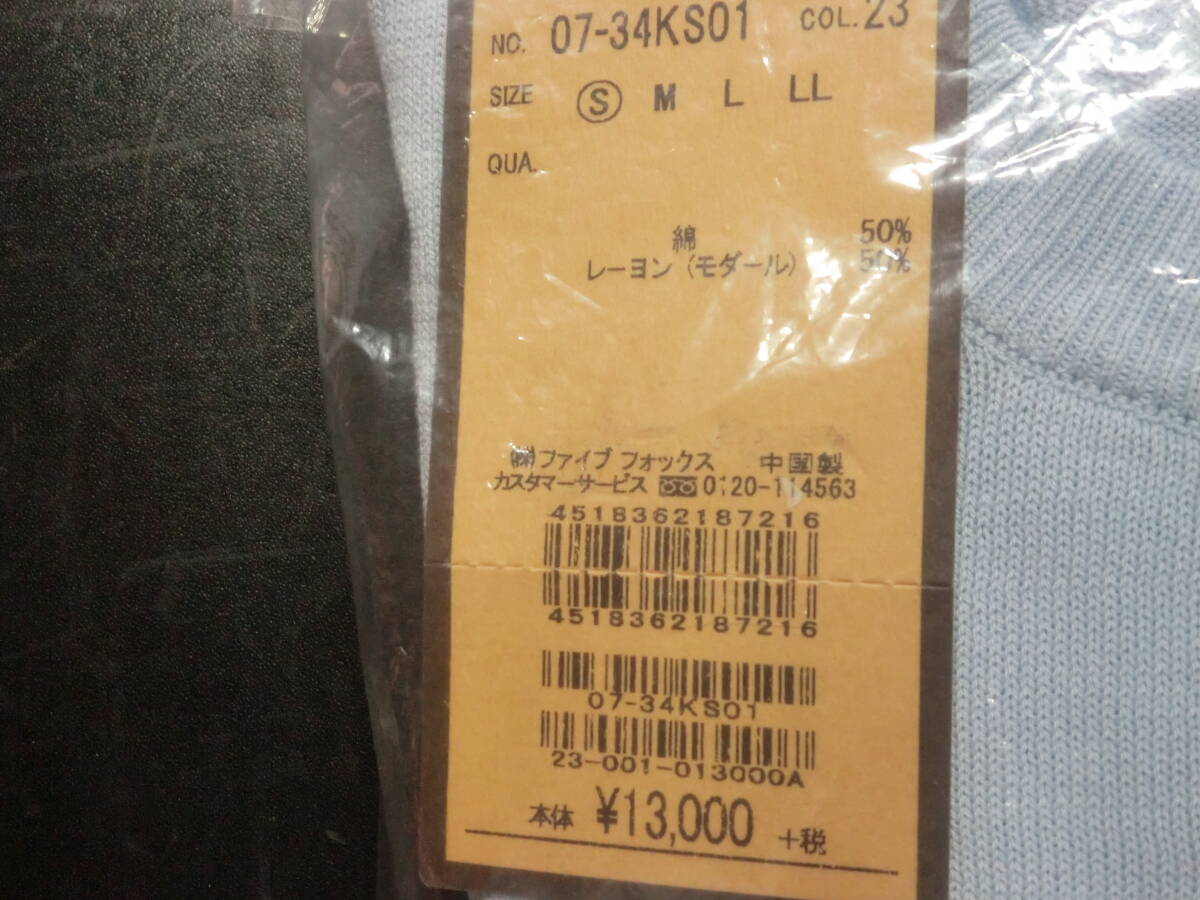 NO. 07-34KS01 COL. 23
SIZE Ⓢ M L LL
QUA.
綿 50%
レーヨン (モダール) 50%
㈱ファイブ フォックス 中国製
カスタマーサービス 0120-114563
4518362187216
4518362187216
07-34KS01
23-001-013000A
本体 ¥13,000 +税